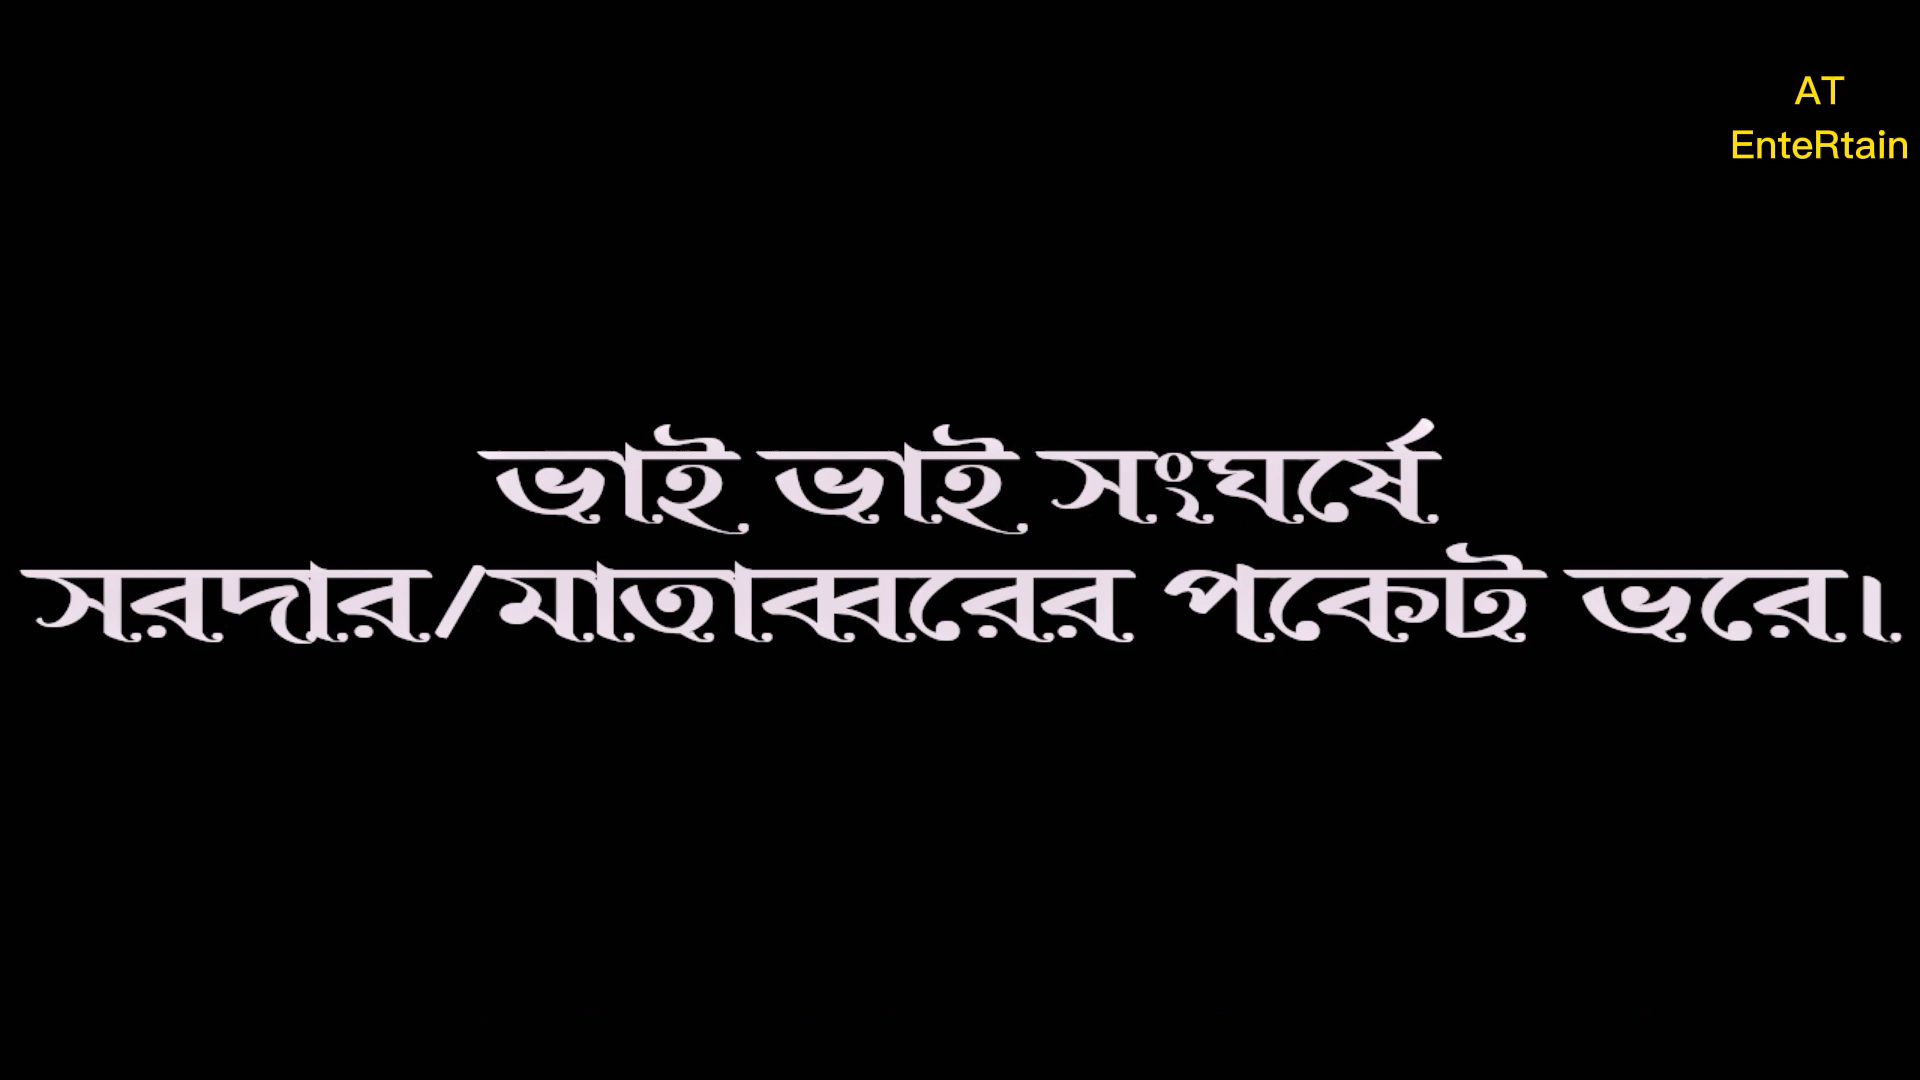 AT
EnteRtain
ভাই ভাই সংঘর্ষে
সরদার/মাতাব্বরের পকেট ভরে।